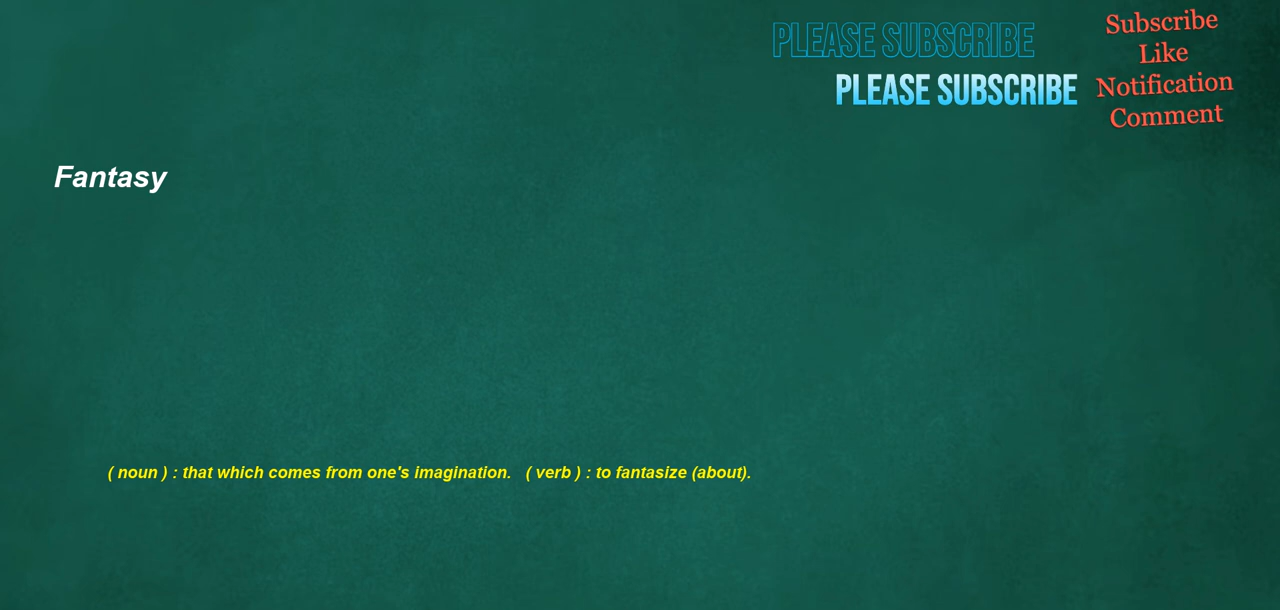 PLEASE SUBSCRIBE
PLEASE SUBSCRIBE
Subscribe
Like
Notification
Comment
Fantasy
( noun ) : that which comes from one's imagination.   ( verb ) : to fantasize (about).